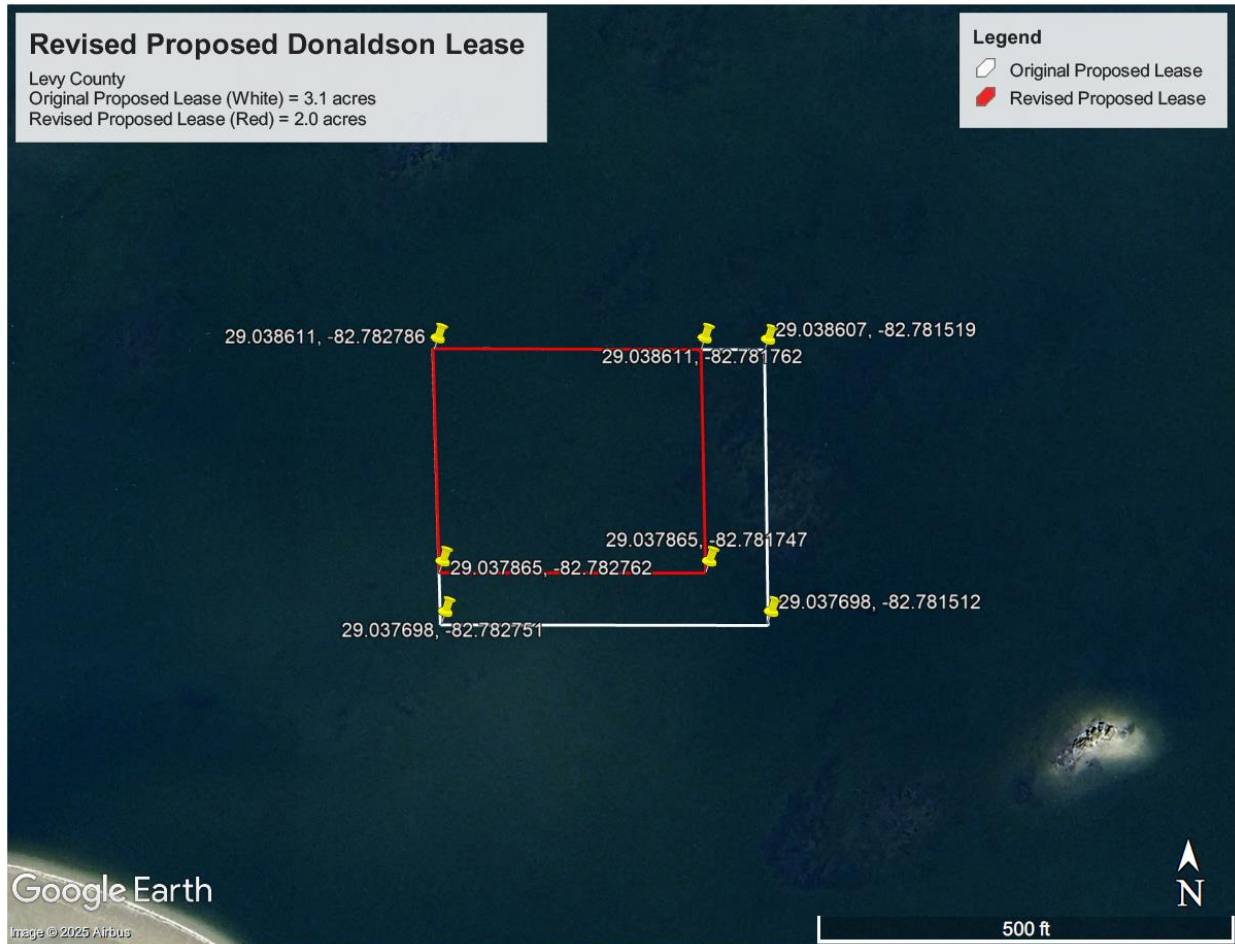 Revised Proposed Donaldson Lease
Levy County
Original Proposed Lease (White) = 3.1 acres
Revised Proposed Lease (Red) = 2.0 acres
Legend
Original Proposed Lease
Revised Proposed Lease
29.038611, -82.782786
29.038611, -82.781762
29.038607, -82.781519
29.037865, -82.781747
29.037865, -82.782762
29.037698, -82.781512
29.037698, -82.782751
Google Earth
Image © 2025 Airbus
N
500 ft